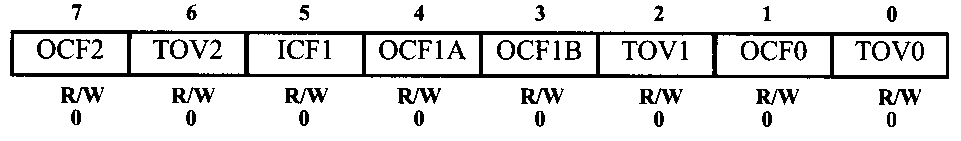 7 6 5 4 3 2 1 0
OCF2 TOV2 ICF1 OCF1A OCF1B TOV1 OCF0 TOV0
R/W R/W R/W R/W R/W R/W R/W R/W
0 0 0 0 0 0 0 0